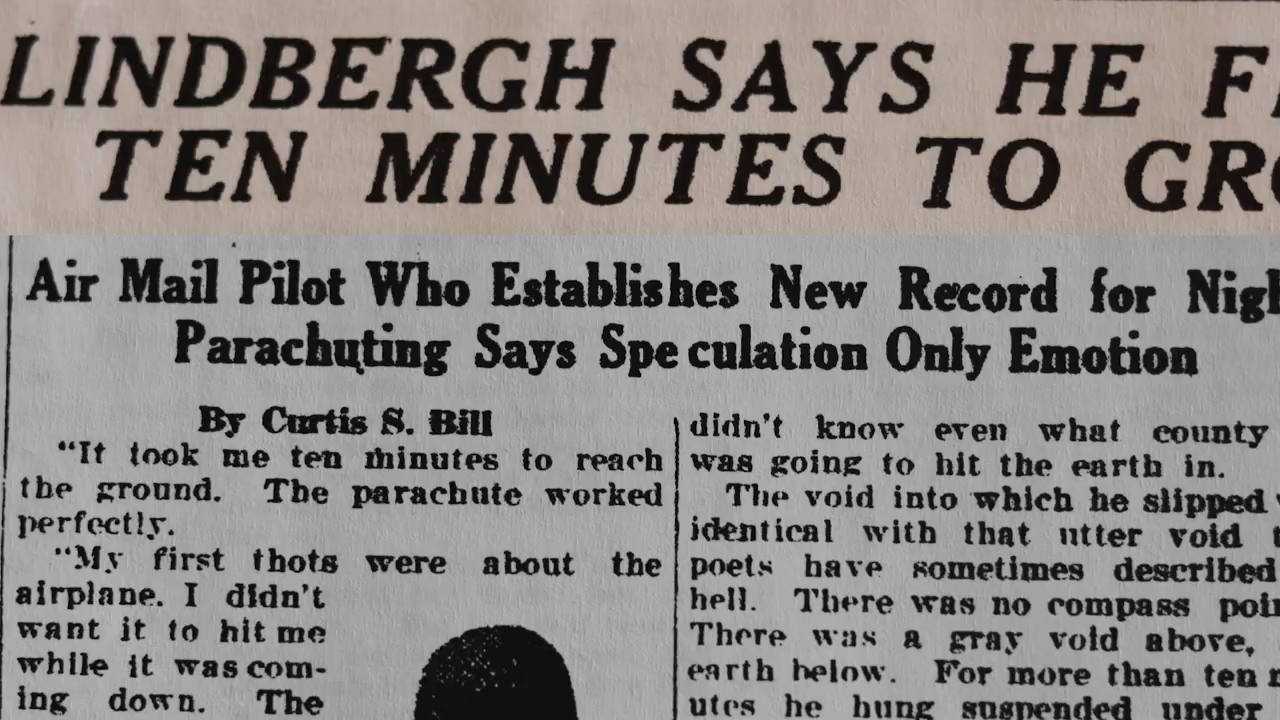 LINDBERGH SAYS HE F
TEN MINUTES TO GR
Air Mail Pilot Who Establishes New Record for Nigh
Parachuting Says Speculation Only Emotion
By Curtis S. Bill
“It took me ten minutes to reach
the ground. The parachute worked
perfectly.
“My first thots were about the
airplane. I didn't
want it to hit me
while it was com-
ing down. The
didn't know even what county
was going to hit the earth in.
The void into which he slipped
identical with that utter void
poets have sometimes described
hell. There was no compass poi
There was a gray void above,
earth below. For more than ten
utes he hung suspended under